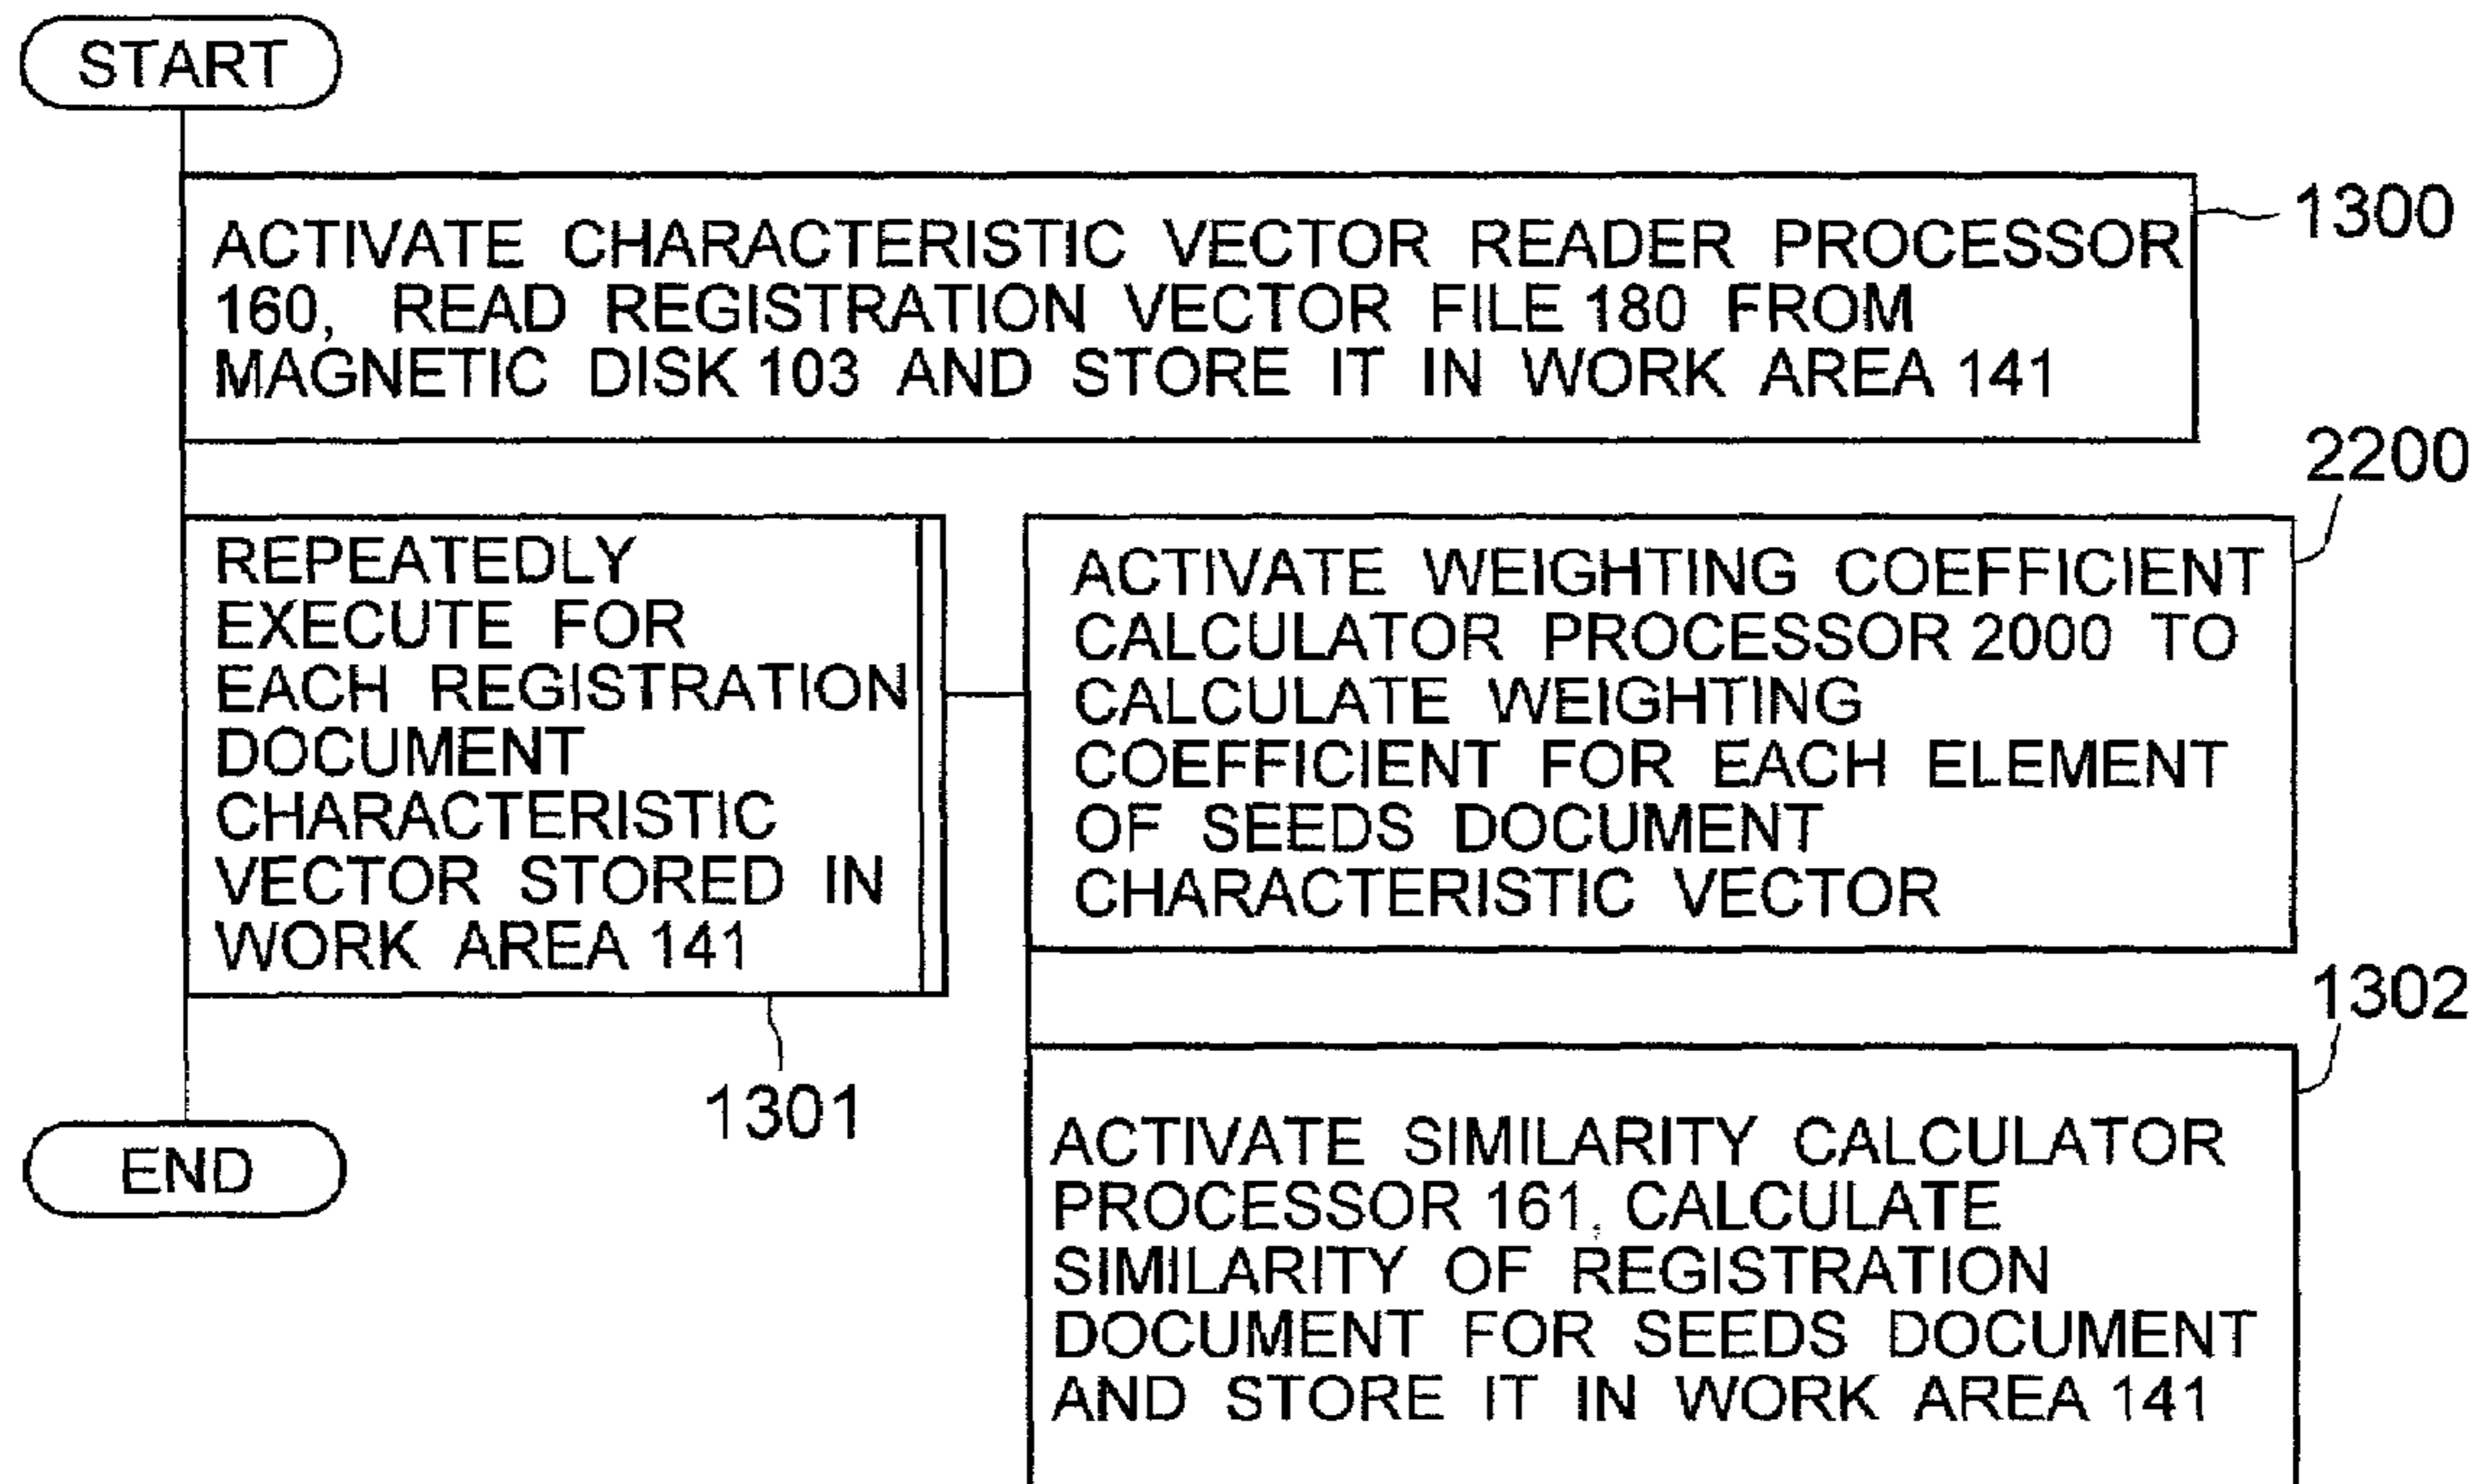 START
ACTIVATE CHARACTERISTIC VECTOR READER PROCESSOR
160, READ REGISTRATION VECTOR FILE 180 FROM
MAGNETIC DISK 103 AND STORE IT IN WORK AREA 141
1300
REPEATEDLY
EXECUTE FOR
EACH REGISTRATION
DOCUMENT
CHARACTERISTIC
VECTOR STORED IN
WORK AREA 141
1301
2200
ACTIVATE WEIGHTING COEFFICIENT
CALCULATOR PROCESSOR 2000 TO
CALCULATE WEIGHTING
COEFFICIENT FOR EACH ELEMENT
OF SEEDS DOCUMENT
CHARACTERISTIC VECTOR
1302
ACTIVATE SIMILARITY CALCULATOR
PROCESSOR 161, CALCULATE
SIMILARITY OF REGISTRATION
DOCUMENT FOR SEEDS DOCUMENT
AND STORE IT IN WORK AREA 141
END